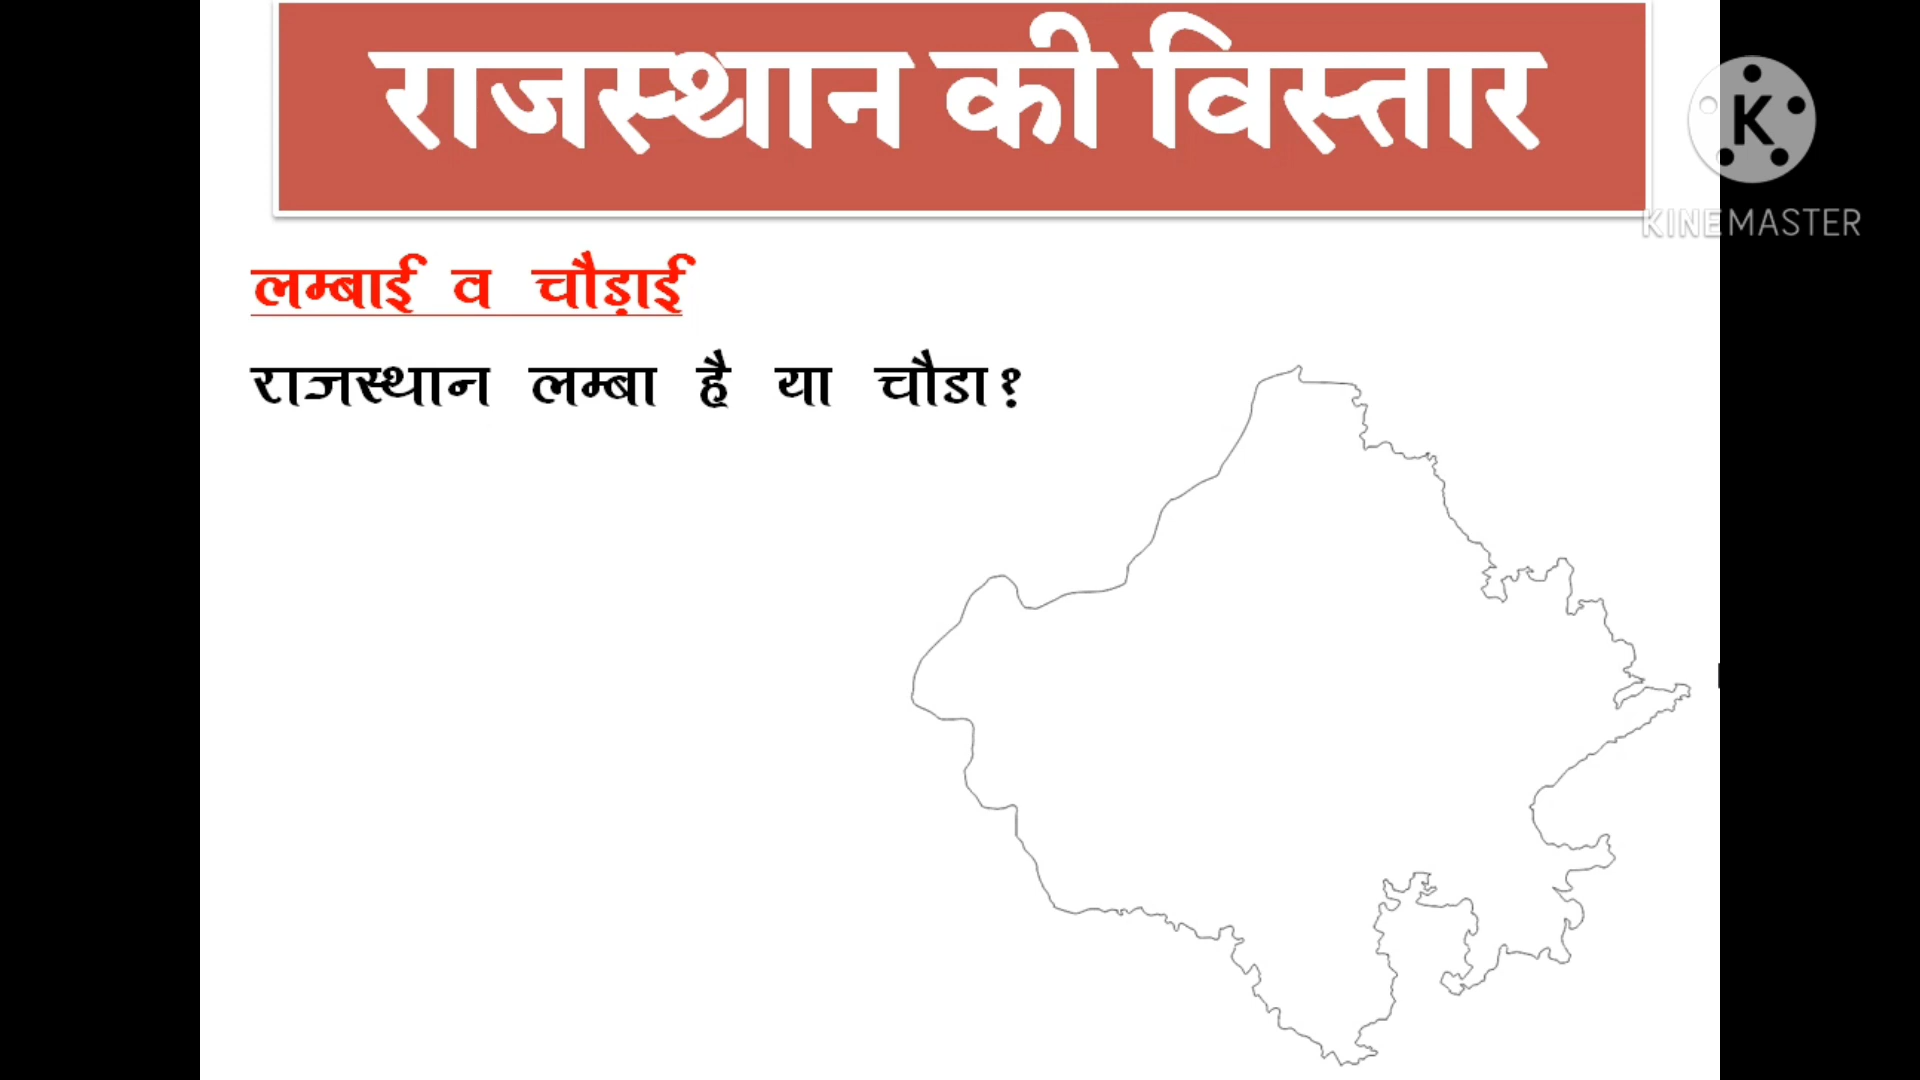 राजस्थान की विस्तार
K
KINEMASTER
लम्बाई व चौड़ाई
राजस्थान लम्बा है या चौडा?